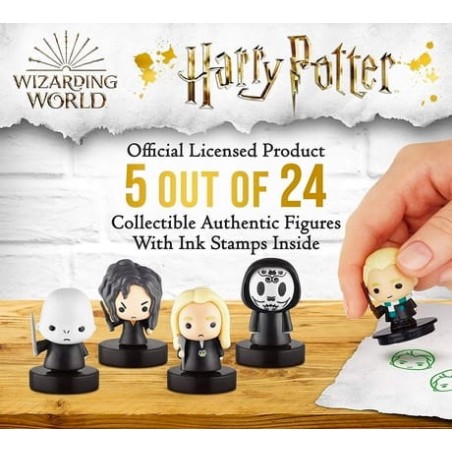 WIZARDING
WORLD
Harry Potter
Official Licensed Product
5 OUT OF 24
Collectible Authentic Figures
With Ink Stamps Inside